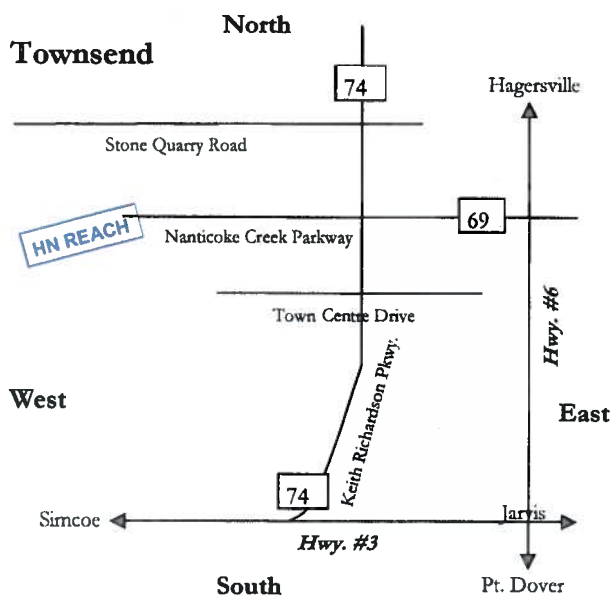 North
Townsend
74
Hagersville
Stone Quarry Road
HN REACH
69
Nanticoke Creek Parkway
Town Centre Drive
Hwy. #6
Keith Richardson Pkwy.
West
East
74
Simcoe
Jarvis
Hwy. #3
South
Pt. Dover